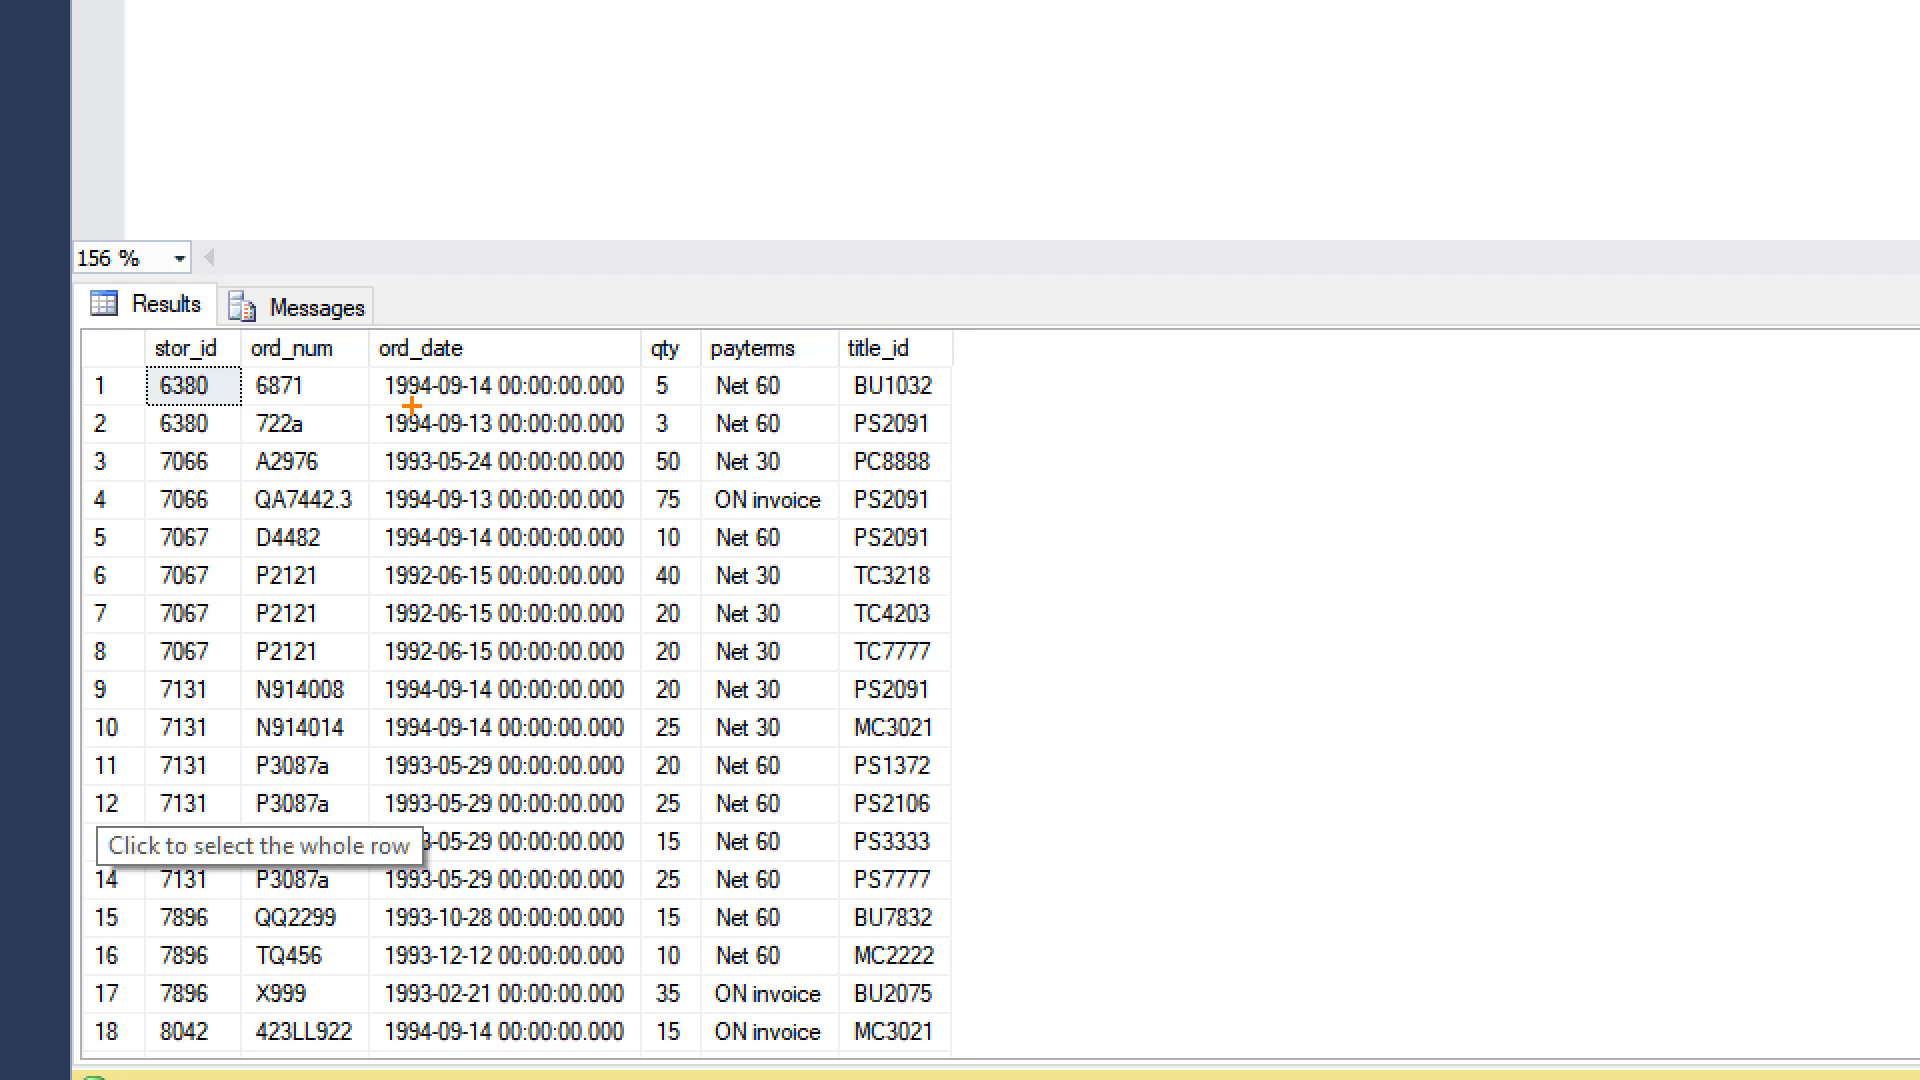 156 %
Results Messages
stor_id ord_num ord_date qty payterms title_id
1 6380 6871 1994-09-14 00:00:00.000 5 Net 60 BU1032
2 6380 722a 1994-09-13 00:00:00.000 3 Net 60 PS2091
3 7066 A2976 1993-05-24 00:00:00.000 50 Net 30 PC8888
4 7066 QA7442.3 1994-09-13 00:00:00.000 75 ON invoice PS2091
5 7067 D4482 1994-09-14 00:00:00.000 10 Net 60 PS2091
6 7067 P2121 1992-06-15 00:00:00.000 40 Net 30 TC3218
7 7067 P2121 1992-06-15 00:00:00.000 20 Net 30 TC4203
8 7067 P2121 1992-06-15 00:00:00.000 20 Net 30 TC7777
9 7131 N914008 1994-09-14 00:00:00.000 20 Net 30 PS2091
10 7131 N914014 1994-09-14 00:00:00.000 25 Net 30 MC3021
11 7131 P3087a 1993-05-29 00:00:00.000 20 Net 60 PS1372
12 7131 P3087a 1993-05-29 00:00:00.000 25 Net 60 PS2106
Click to select the whole row 3-05-29 00:00:00.000 15 Net 60 PS3333
14 7131 P3087a 1993-05-29 00:00:00.000 25 Net 60 PS7777
15 7896 QQ2299 1993-10-28 00:00:00.000 15 Net 60 BU7832
16 7896 TQ456 1993-12-12 00:00:00.000 10 Net 60 MC2222
17 7896 X999 1993-02-21 00:00:00.000 35 ON invoice BU2075
18 8042 423LL922 1994-09-14 00:00:00.000 15 ON invoice MC3021